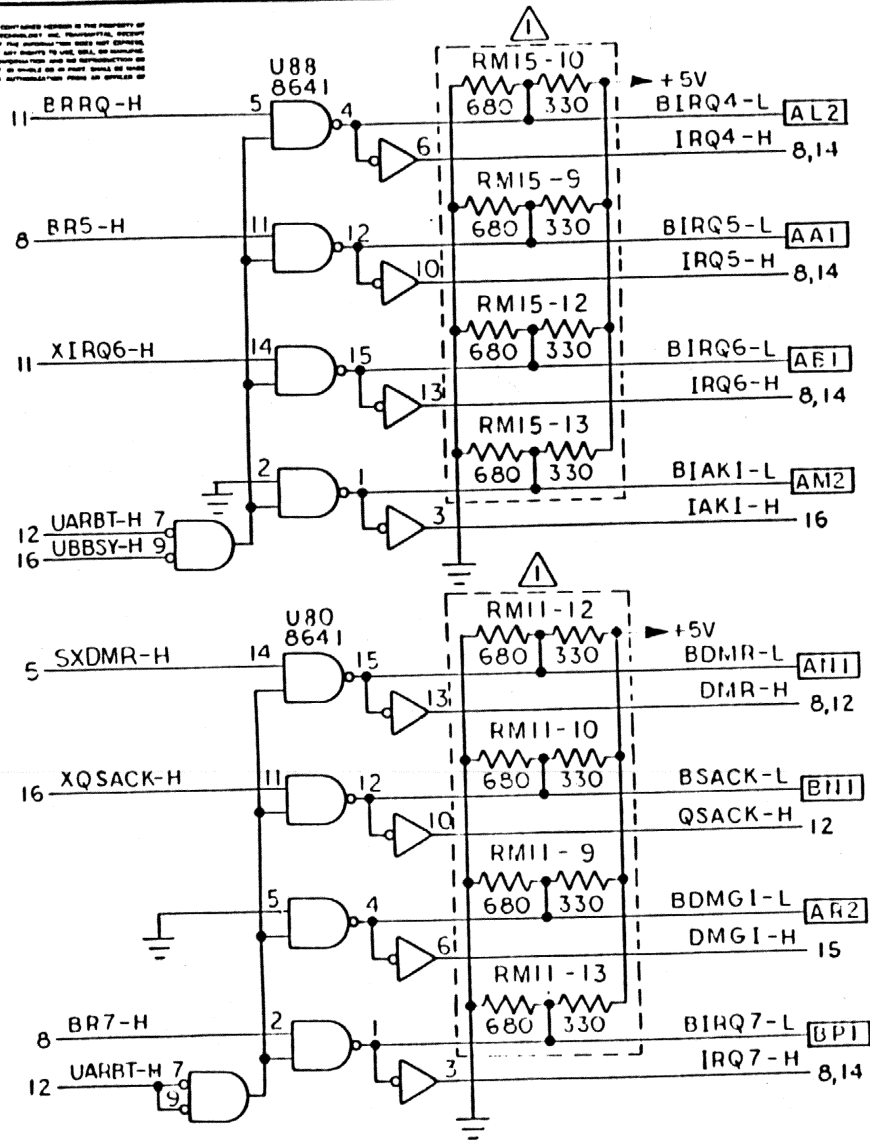 U88
8641
RM15-10
+5V
680 330
11 BRRQ-H 5 4 BIRQ4-L AL2
6 IRQ4-H 8,14
RM15-9
680 330
8 BR5-H 11 12 BIRQ5-L AA1
10 IRQ5-H 8,14
RM15-12
680 330
11 XIRQ6-H 14 15 BIRQ6-L
13 IRQ6-H 8,14
RM15-13
680 330
2 1 BIAKI-L AM2
3 IAKI-H 16
12 UARBT-H 7
16 UBBSY-H 9
1
1
U80
8641
RM11-12
+5V
680 330
5 SXDMR-H 14 15 BDMR-L AN1
13 DMR-H 8,12
RM11-10
680 330
16 XQSACK-H 11 12 BSACK-L BN1
10 QSACK-H 12
RM11-9
680 330
5 4 BDMGI-L AR2
6 DMGI-H 15
RM11-13
680 330
8 BR7-H 2 1 BIRQ7-L BP1
3 IRQ7-H 8,14
12 UARBT-H 7
9